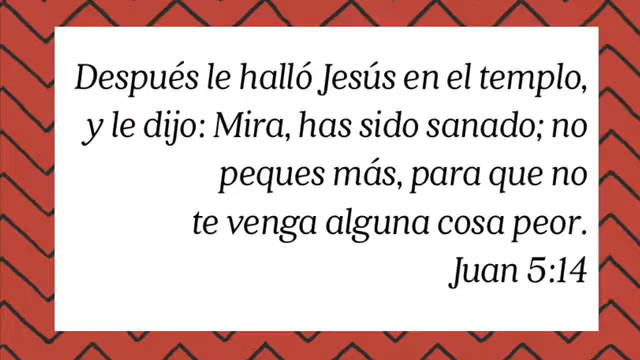 Después le halló Jesús en el templo,
y le dijo: Mira, has sido sanado; no
peques más, para que no
te venga alguna cosa peor.
Juan 5:14